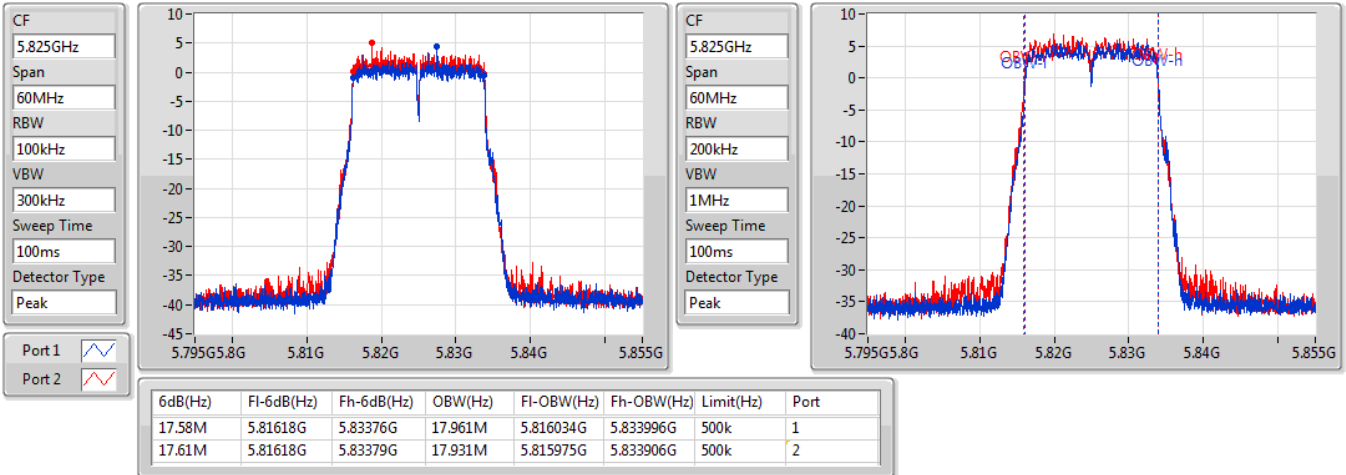 CF
5.825GHz
Span
60MHz
RBW
100kHz
VBW
300kHz
Sweep Time
100ms
Detector Type
Peak
Port 1
Port 2
10
5
0
-5
-10
-15
-20
-25
-30
-35
-40
-45
5.795G 5.8G 5.81G 5.82G 5.83G 5.84G 5.855G
CF
5.825GHz
Span
60MHz
RBW
200kHz
VBW
1MHz
Sweep Time
100ms
Detector Type
Peak
10
5
0
-5
-10
-15
-20
-25
-30
-35
-40
OBW-l OBW-h
5.795G 5.8G 5.81G 5.82G 5.83G 5.84G 5.855G
6dB(Hz) Fl-6dB(Hz) Fh-6dB(Hz) OBW(Hz) Fl-OBW(Hz) Fh-OBW(Hz) Limit(Hz) Port
17.58M 5.81618G 5.83376G 17.961M 5.816034G 5.833996G 500k 1
17.61M 5.81618G 5.83379G 17.931M 5.815975G 5.833906G 500k 2